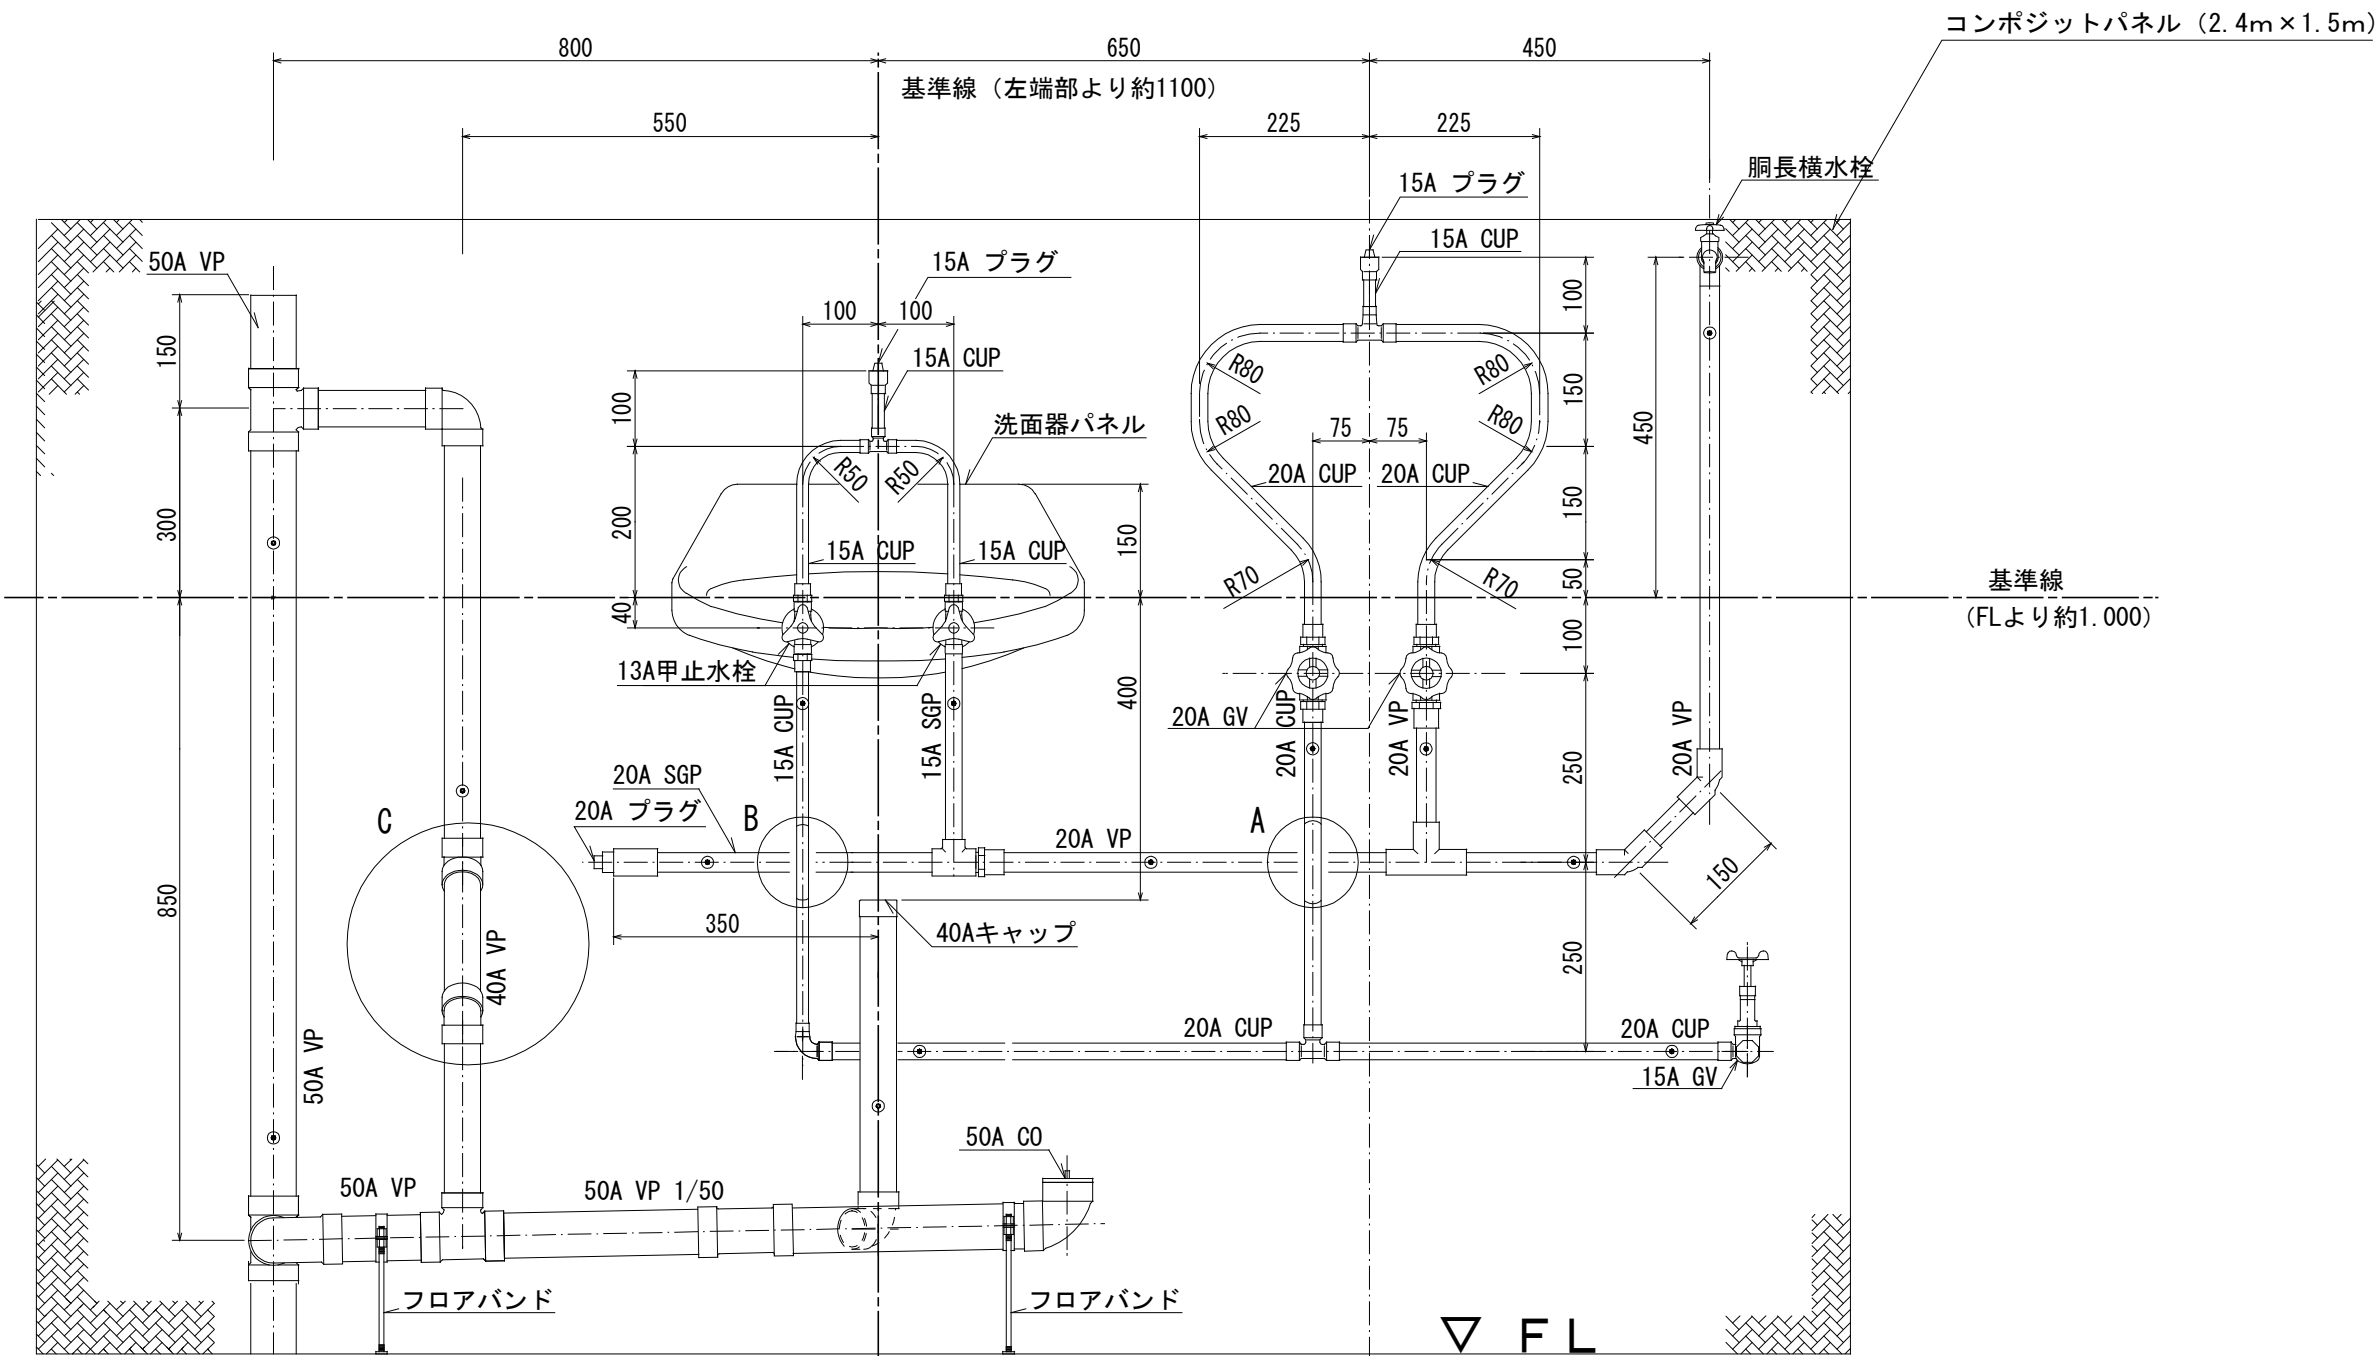 コンポジットパネル（2.4m×1.5m）
800
650
450
基準線（左端部より約1100）
550
225
225
胴長横水栓
15A プラグ
15A CUP
50A VP
15A プラグ
100
100
15A CUP
100
150
100
R80
R80
150
R80
R80
洗面器パネル
75
75
450
20A CUP
20A CUP
R50
R50
300
200
150
150
15A CUP
15A CUP
R70
R70
50
基準線
(FLより約1.000)
40
100
13A甲止水栓
400
15A CUP
15A SGP
20A GV
20A CUP
20A VP
20A VP
250
20A SGP
20A プラグ
C
B
A
20A VP
150
850
350
40Aキャップ
40A VP
250
50A VP
20A CUP
20A CUP
15A GV
50A CO
50A VP
50A VP 1/50
フロアバンド
フロアバンド
▽ FL